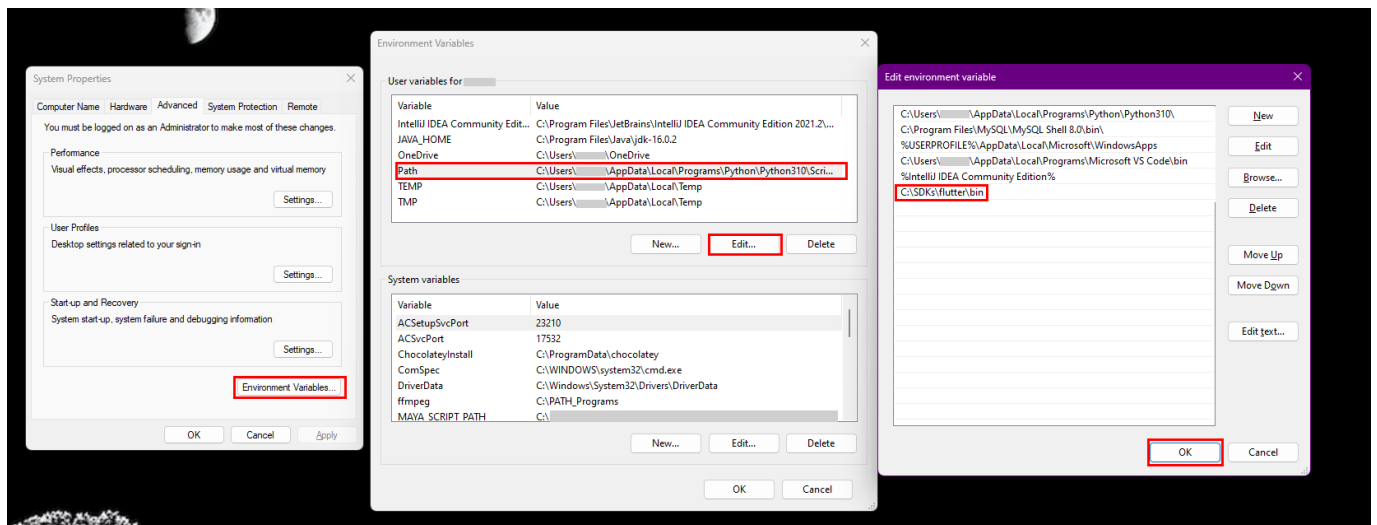 System Properties
Computer Name Hardware Advanced System Protection Remote
You must be logged on as an Administrator to make most of these changes.
Performance
Visual effects, processor scheduling, memory usage and virtual memory
Settings...
User Profiles
Desktop settings related to your sign-in
Settings...
Start-up and Recovery
System start-up, system failure and debugging information
Settings...
Environment Variables...
OK Cancel Apply
Environment Variables
User variables for
Variable Value
IntelliJ IDEA Community Edit... C:\Program Files\JetBrains\IntelliJ IDEA Community Edition 2021.2\...
JAVA_HOME C:\Program Files\Java\jdk-16.0.2
OneDrive C:\Users\ \OneDrive
Path C:\Users\ \AppData\Local\Programs\Python\Python310\Scri...
TEMP C:\Users\ \AppData\Local\Temp
TMP C:\Users\ \AppData\Local\Temp
New... Edit... Delete
System variables
Variable Value
ACSetupSvcPort 23210
ACSvcPort 17532
ChocolateyInstall C:\ProgramData\chocolatey
ComSpec C:\WINDOWS\system32\cmd.exe
DriverData C:\Windows\System32\Drivers\DriverData
ffmpeg C:\PATH_Programs
MAYA_SCRIPT_PATH C:\
New... Edit... Delete
OK Cancel
Edit environment variable
C:\Users\ \AppData\Local\Programs\Python\Python310\
C:\Program Files\MySQL\MySQL Shell 8.0\bin\
%USERPROFILE%\AppData\Local\Microsoft\WindowsApps
C:\Users\ \AppData\Local\Programs\Microsoft VS Code\bin
%IntelliJ IDEA Community Edition%
C:\SDKs\flutter\bin
New
Edit
Browse...
Delete
Move Up
Move Down
Edit text...
OK Cancel